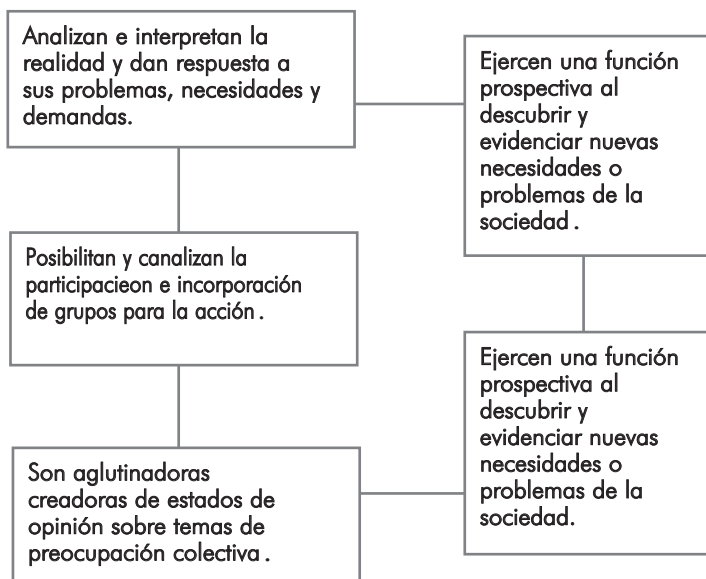 Analizan e interpretan la
realidad y dan respuesta a
sus problemas, necesidades y
demandas.
Ejercen una función
prospectiva al
descubrir y
evidenciar nuevas
necesidades o
problemas de la
sociedad .
Posibilitan y canalizan la
participacieon e incorporación
de grupos para la acción .
Ejercen una función
prospectiva al
descubrir y
evidenciar nuevas
necesidades o
problemas de la
sociedad.
Son aglutinadoras
creadoras de estados de
opinión sobre temas de
preocupación colectiva .